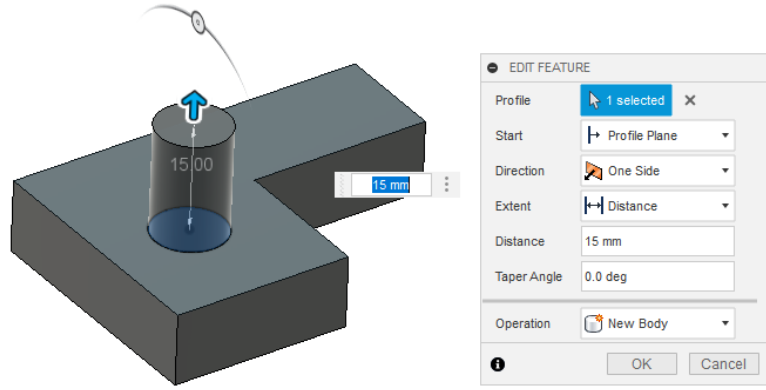 15.00
15 mm
EDIT FEATURE
Profile 1 selected
Start Profile Plane
Direction One Side
Extent Distance
Distance 15 mm
Taper Angle 0.0 deg
Operation New Body
OK Cancel